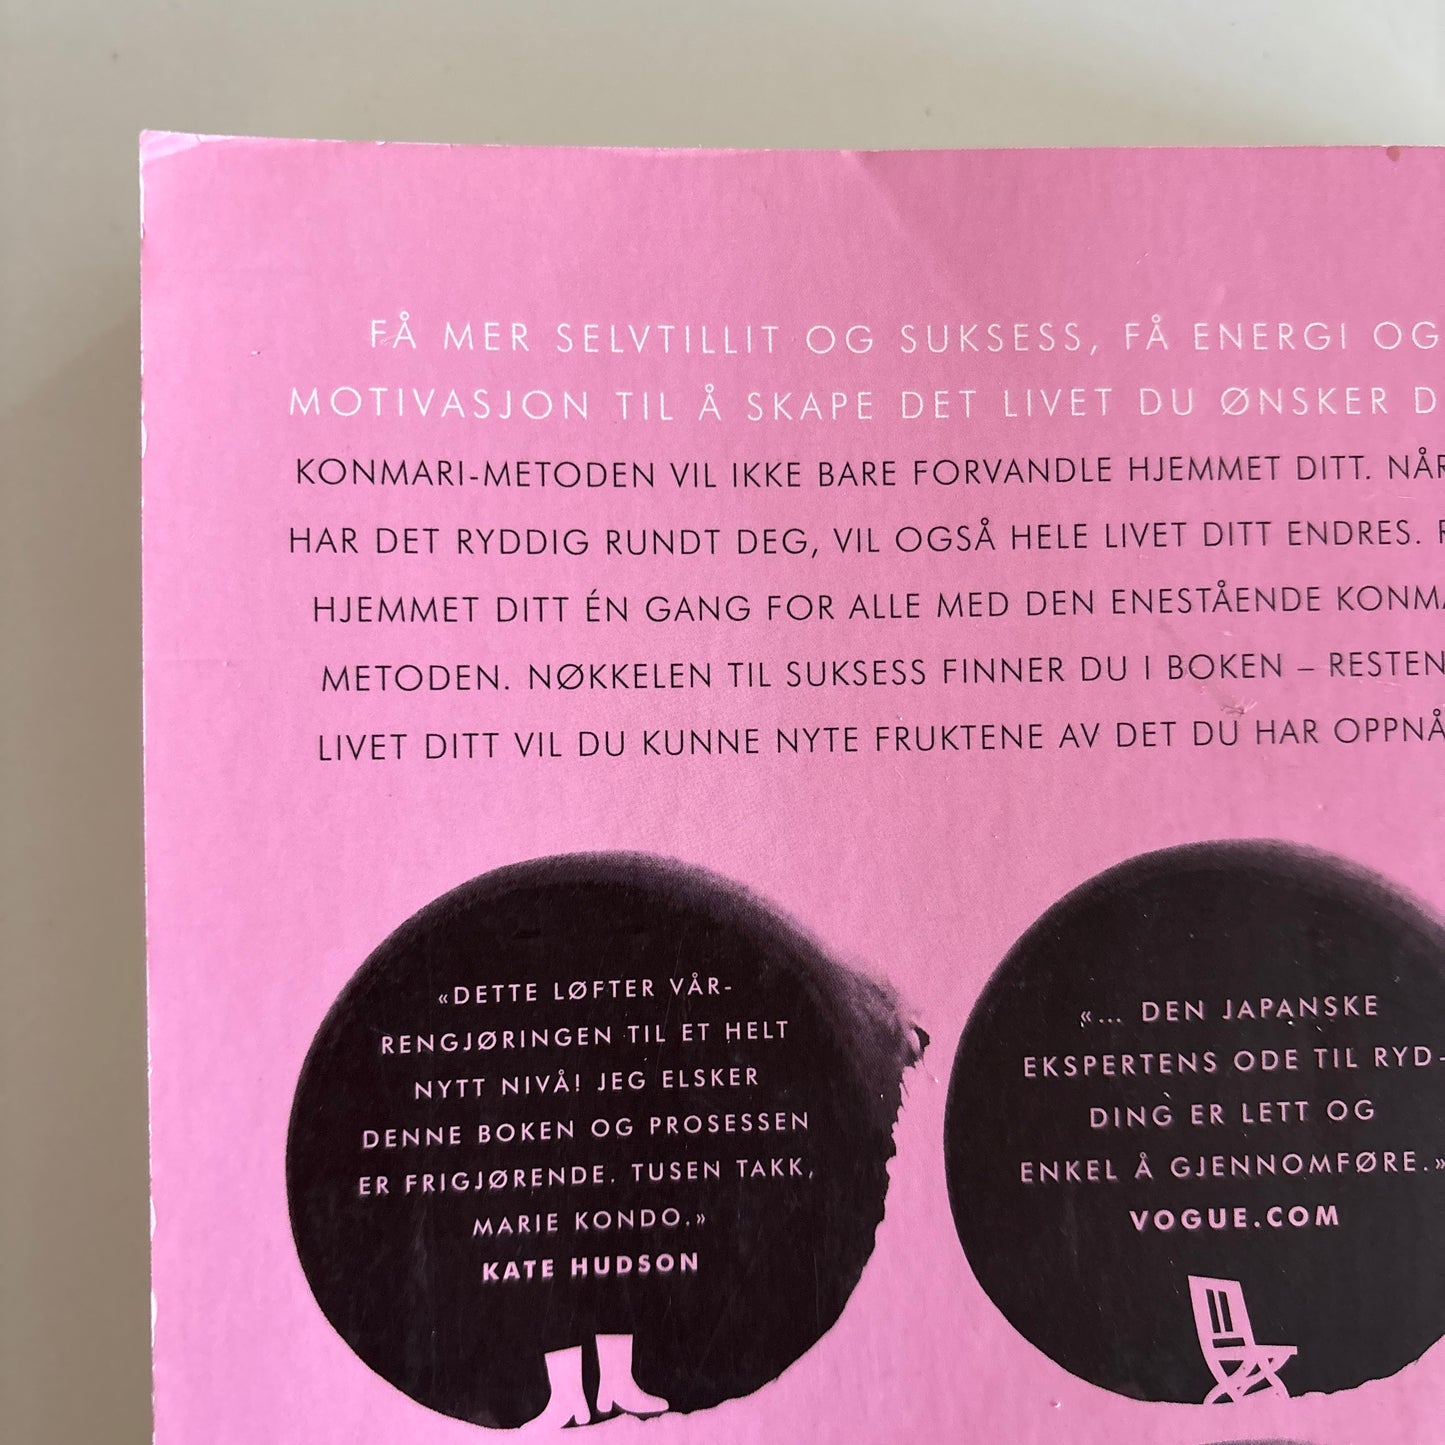 FÅ MER SELVTILLIT OG SUKSESS, FÅ ENERGI OG
MOTIVASJON TIL Å SKAPE DET LIVET DU ØNSKER
KONMARI-METODEN VIL IKKE BARE FORVANDLE HJEMMET DITT. NÅR
HAR DET RYDDIG RUNDT DEG, VIL OGSÅ HELE LIVET DITT ENDRES.
HJEMMET DITT ÉN GANG FOR ALLE MED DEN ENESTÅENDE
METODEN. NØKKELEN TIL SUKSESS FINNER DU I BOKEN – RESTEN
LIVET DITT VIL DU KUNNE NYTE FRUKTENE AV DET DU HAR
«DETTE LØFTER VÅR-
RENGJØRINGEN TIL ET HELT
NYTT NIVÅ! JEG ELSKER
DENNE BOKEN OG PROSESSEN
ER FRIGJØRENDE. TUSEN TAKK,
MARIE KONDO.»
KATE HUDSON
«... DEN JAPANSKE
EKSPERTENS ODE TIL RYD-
DING ER LETT OG
ENKEL Å GJENNOMFØRE.»
VOGUE.COM